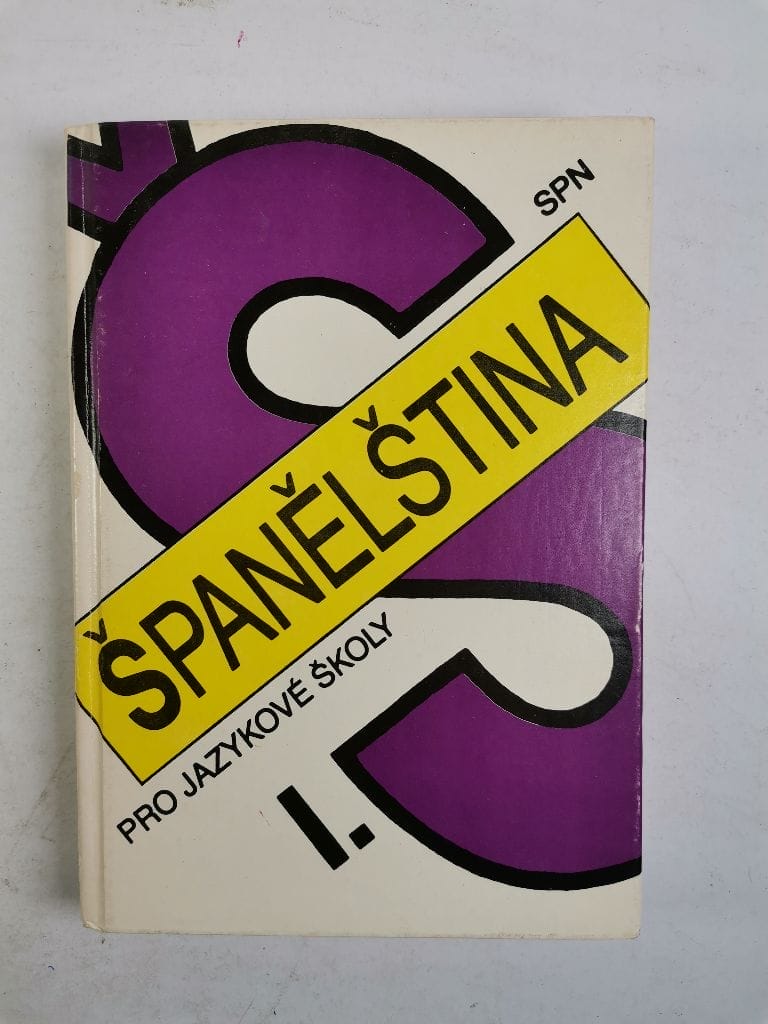 SPN
ŠPANĚLŠTINA
PRO JAZYKOVÉ ŠKOLY
I.